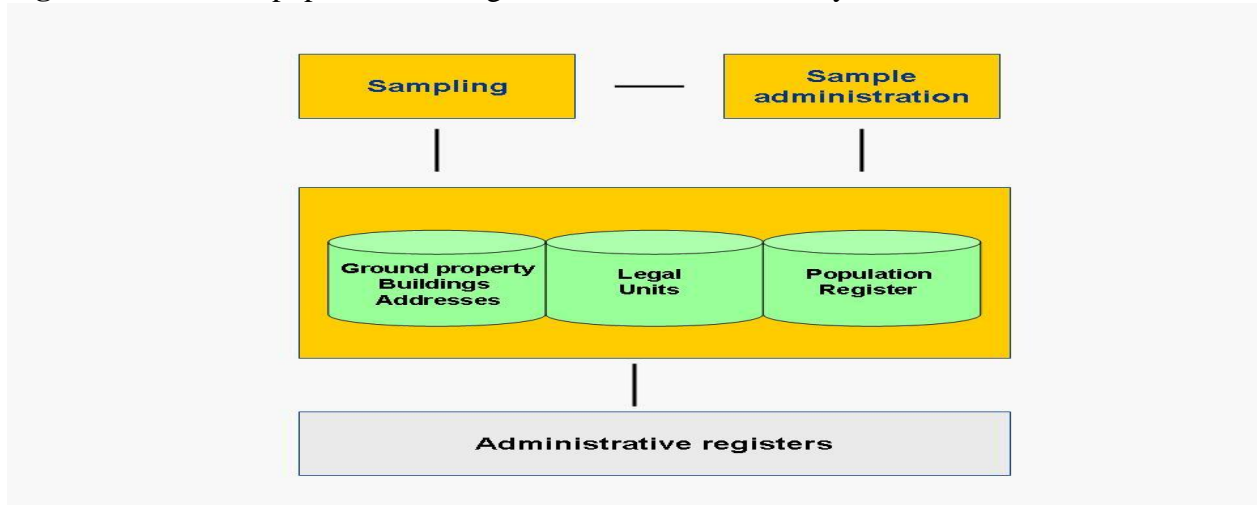 Sampling
Sample
administration
Ground property
Buildings
Addresses
Legal
Units
Population
Register
Administrative registers